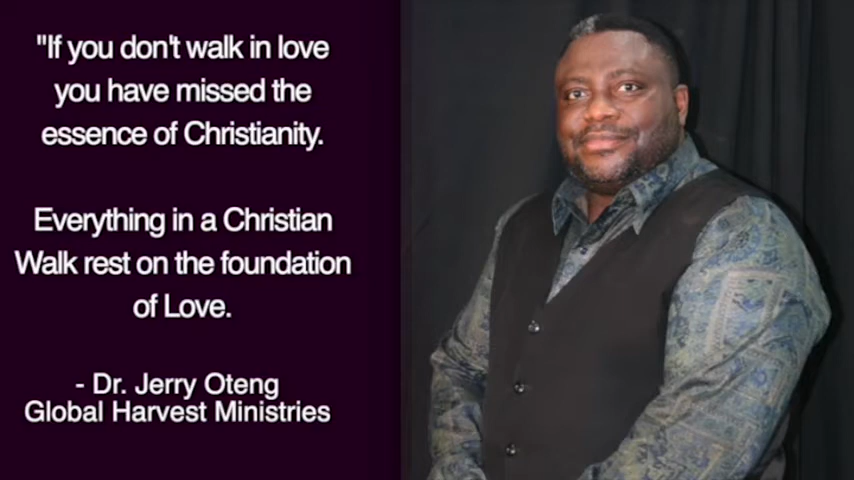 "If you don't walk in love
you have missed the
essence of Christianity.
Everything in a Christian
Walk rest on the foundation
of Love.
- Dr. Jerry Oteng
Global Harvest Ministries